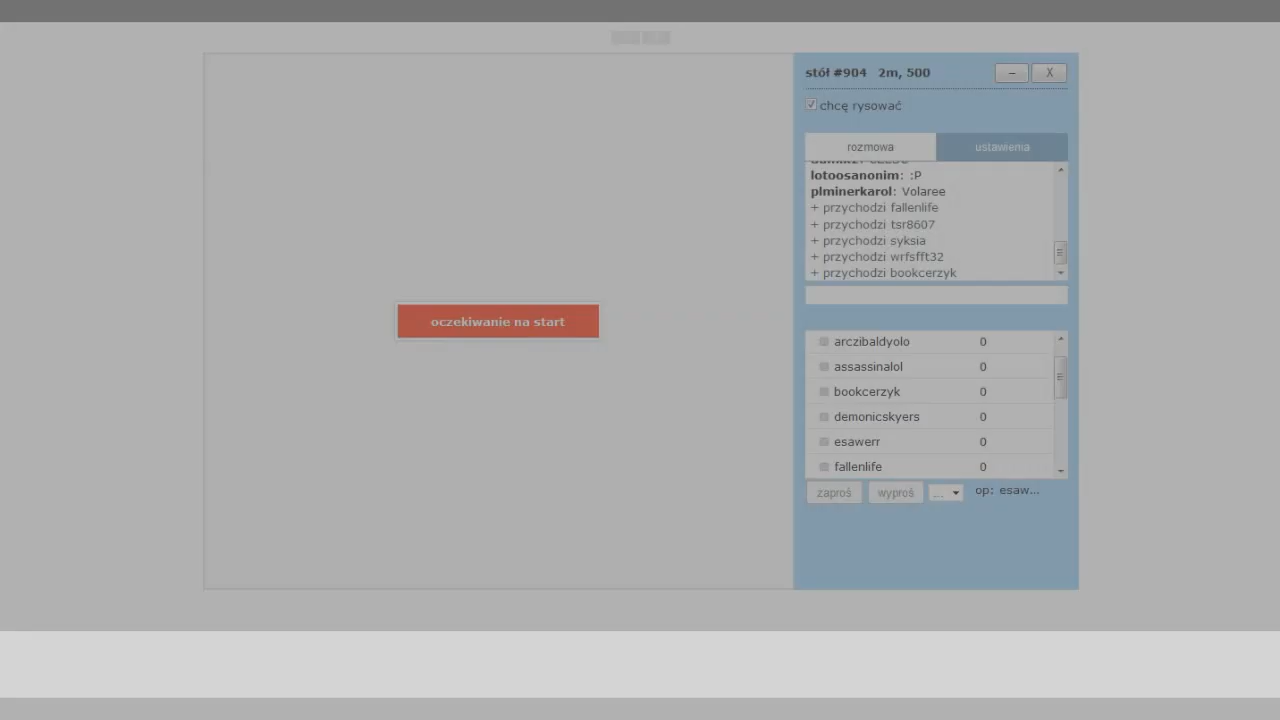 stół #904 2m, 500
– X
chcę rysować
rozmowa ustawienia
lotoosanonim: :P
plminerkarol: Volaree
+ przychodzi fallenlife
+ przychodzi tsr8607
+ przychodzi syksia
+ przychodzi wrfsfft32
+ przychodzi bookcerzyk
oczekiwanie na start
arczibaldyolo 0
assassinalol 0
bookcerzyk 0
demonicskyers 0
esawerr 0
fallenlife 0
zaproś wyproś ... op: esaw...